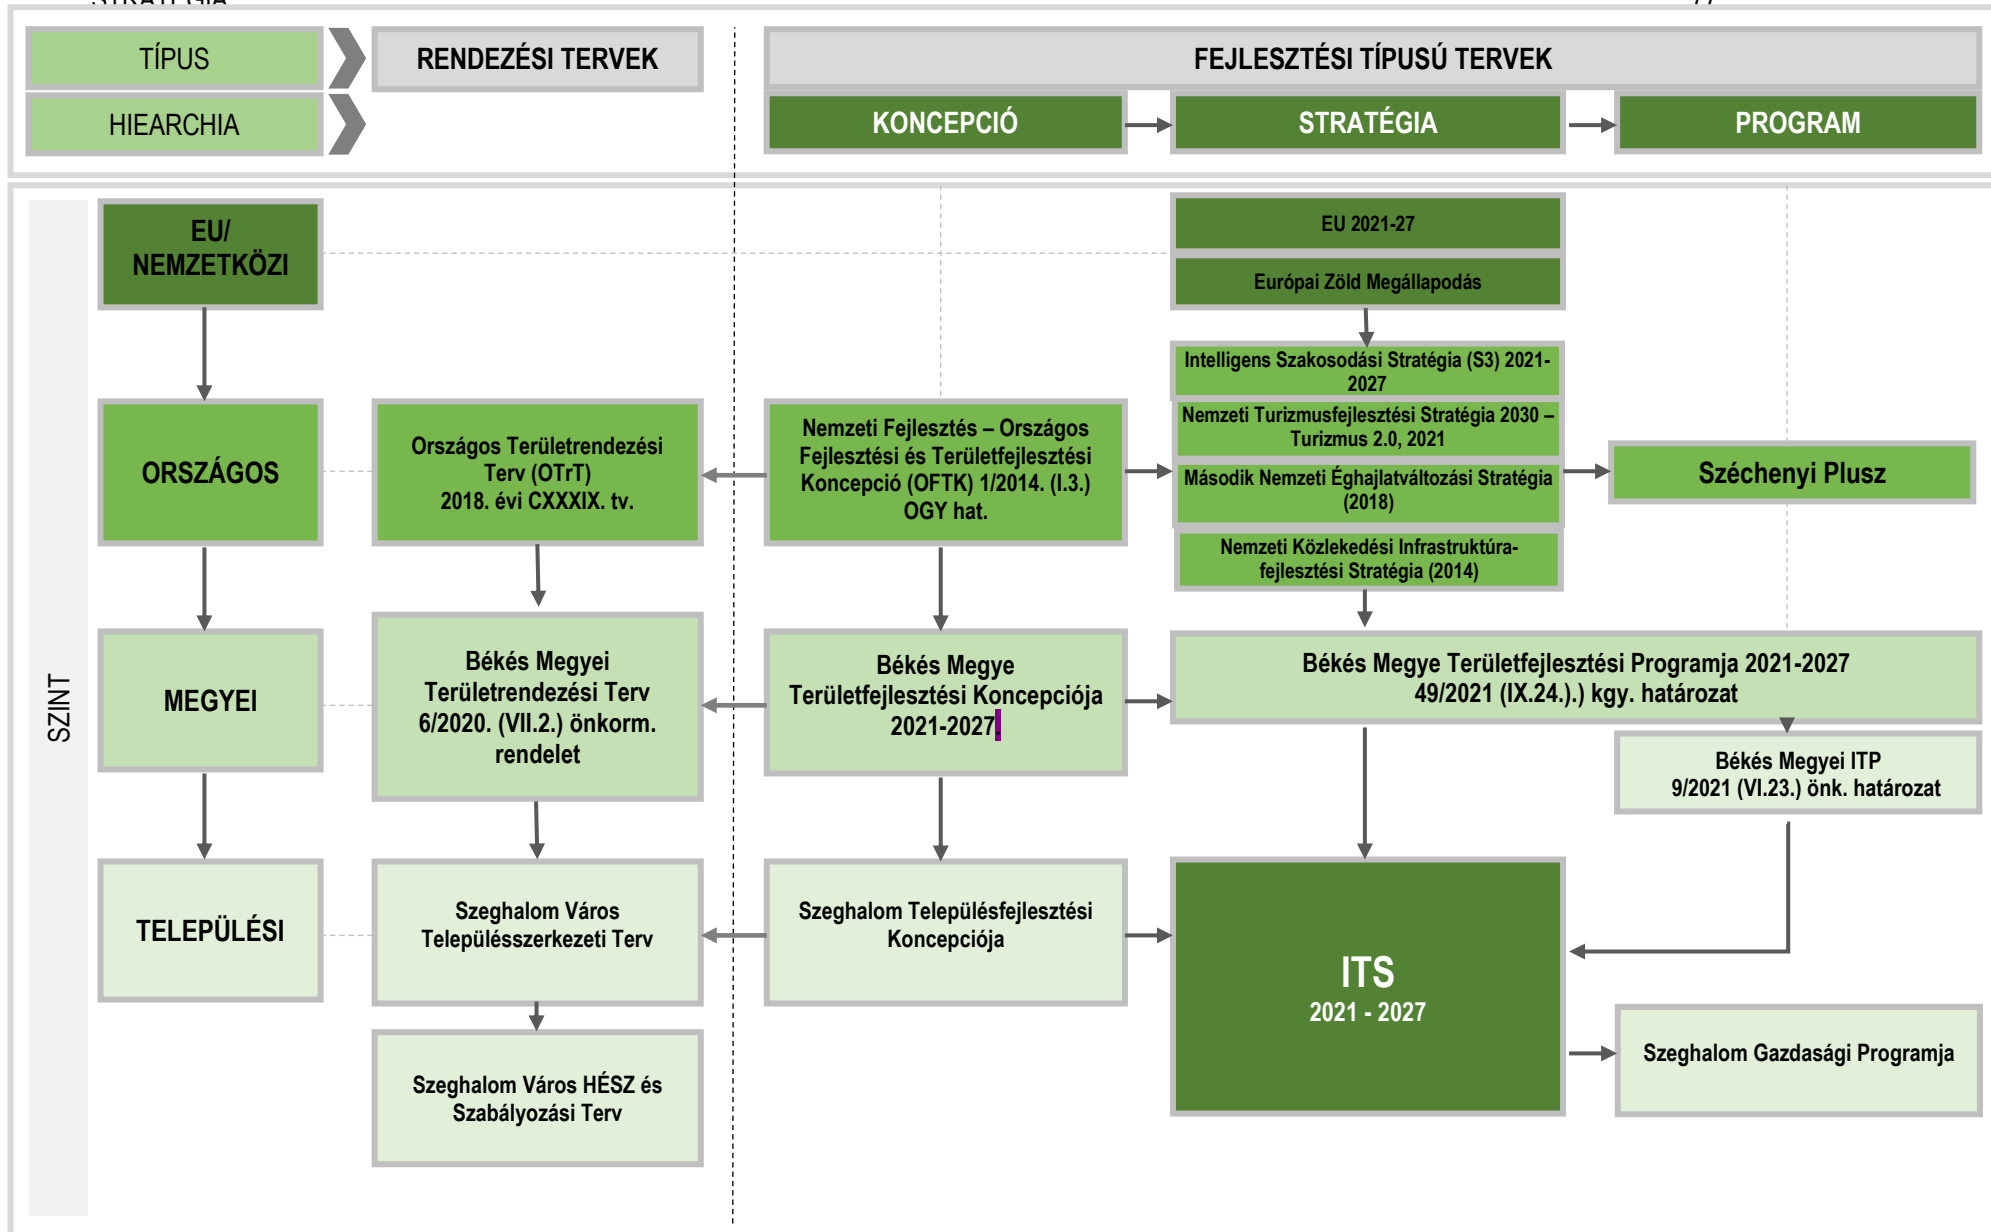 STRATÉGIA
77
TÍPUS
RENDEZÉSI TERVEK
FEJLESZTÉSI TÍPUSÚ TERVEK
HIEARCHIA
KONCEPCIÓ
STRATÉGIA
PROGRAM
SZINT
EU/
NEMZETKÖZI
EU 2021-27
Európai Zöld Megállapodás
Intelligens Szakosodási Stratégia (S3) 2021-
2027
Nemzeti Turizmusfejlesztési Stratégia 2030 –
Turizmus 2.0, 2021
Második Nemzeti Éghajlatváltozási Stratégia
(2018)
Nemzeti Közlekedési Infrastruktúra-
fejlesztési Stratégia (2014)
ORSZÁGOS
Országos Területrendezési
Terv (OTrT)
2018. évi CXXXIX. tv.
Nemzeti Fejlesztés – Országos
Fejlesztési és Területfejlesztési
Koncepció (OFTK) 1/2014. (I.3.)
OGY hat.
Széchenyi Plusz
MEGYEI
Békés Megyei
Területrendezési Terv
6/2020. (VII.2.) önkorm.
rendelet
Békés Megye
Területfejlesztési Koncepciója
2021-2027.
Békés Megye Területfejlesztési Programja 2021-2027
49/2021 (IX.24.).) kgy. határozat
Békés Megyei ITP
9/2021 (VI.23.) önk. határozat
TELEPÜLÉSI
Szeghalom Város
Településszerkezeti Terv
Szeghalom Településfejlesztési
Koncepciója
ITS
2021 - 2027
Szeghalom Város HÉSZ és
Szabályozási Terv
Szeghalom Gazdasági Programja